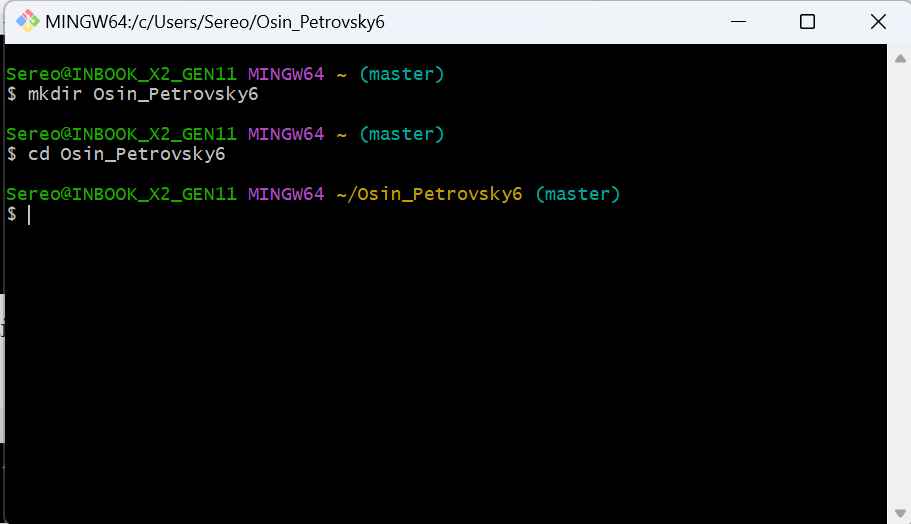 MINGW64:/c/Users/Sereo/Osin_Petrovsky6
Sereo@INBOOK_X2_GEN11 MINGW64 ~ (master)
$ mkdir Osin_Petrovsky6
Sereo@INBOOK_X2_GEN11 MINGW64 ~ (master)
$ cd Osin_Petrovsky6
Sereo@INBOOK_X2_GEN11 MINGW64 ~/Osin_Petrovsky6 (master)
$